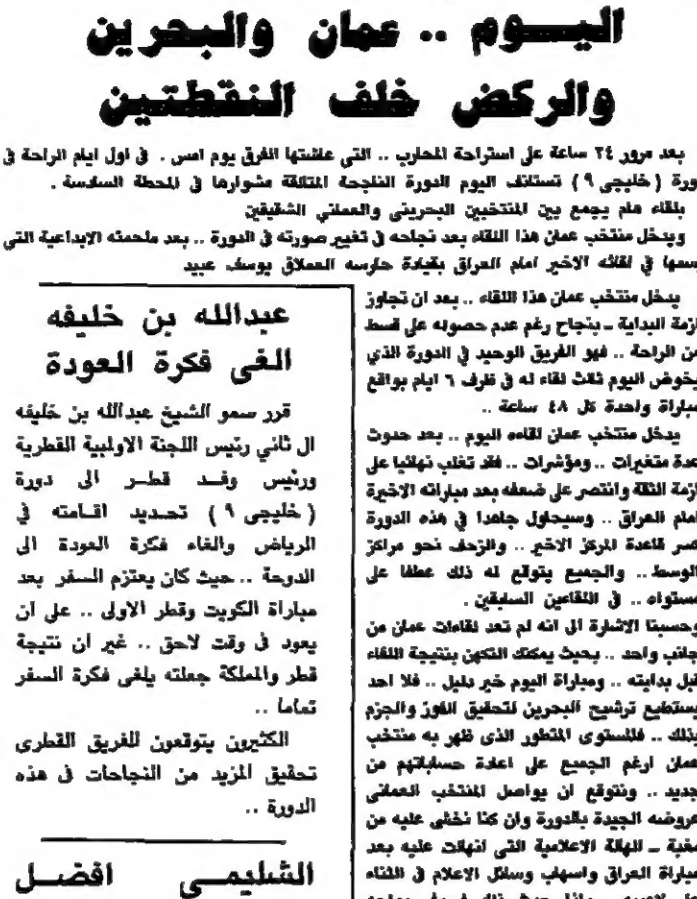 اليـــوم .. عمان والبحرين
والركض خلف النقطتين
بعد مرور ٢٤ ساعة على استراحة المحارب .. التي عاشتها الفرق يوم امس . في اول ايام الراحة في
ورة ( خليجي ٩ ) تستانف اليوم الدورة الناجحة المتالقة مشوارها في المحطة السادسة .
بلقاء هام يجمع بين المنتخبين البحريني والعماني الشقيقين
ويدخل منتخب عمان هذا اللقاء بعد نجاحه في تغيير صورته في الدورة .. بعد ملحمته الابداعية التي
سمها في لقائه الاخير امام العراق بقيادة حارسه العملاق يوسف عبيد
يدخل منتخب عمان هذا اللقاء .. بعد ان تجاوز
ازمة البداية ـ بنجاح رغم عدم حصوله على قسط
من الراحة .. فهو الفريق الوحيد في الدورة الذي
يخوض اليوم ثالث لقاء له في ظرف ٦ ايام بواقع
مباراة واحدة كل ٤٨ ساعة ..
يدخل منتخب عمان لقاءه اليوم .. بعد حدوث
عدة متغيرات .. ومؤشرات .. فقد تغلب نهائيا على
ازمة الثقة وانتصر على ضعفه بعد مباراته الاخيرة
امام العراق .. وسيحاول جاهدا في هذه الدورة
كسر قاعدة المركز الاخير .. والزحف نحو مراكز
الوسط .. والجميع يتوقع له ذلك عطفا على
مستواه .. في اللقاءين السابقين .
وحسبنا الاشارة الى انه لم تعد لقاءات عمان من
جانب واحد .. بحيث يمكنك التكهن بنتيجة اللقاء
قبل بدايته .. ومباراة اليوم خير دليل .. فلا احد
يستطيع ترشيح البحرين لتحقيق الفوز والجزم
بذلك .. فالمستوى المتطور الذي ظهر به منتخب
عمان ارغم الجميع على اعادة حساباتهم من
جديد .. ونتوقع ان يواصل المنتخب العماني
عروضه الجيدة بالدورة وان كنا نخشى عليه من
مغبة ـ الهالة الاعلامية التي انهالت عليه بعد
مباراة العراق واسهاب وسائل الاعلام في الثناء
عبدالله بن خليفه
الغى فكرة العودة
قرر سمو الشيخ عبدالله بن خليفه
ال ثاني رئيس اللجنة الاولمبية القطرية
ورئيس وفد قطر الى دورة
( خليجي ٩ ) تحديد اقامته في
الرياض والغاء فكرة العودة الى
الدوحة .. حيث كان يعتزم السفر بعد
مباراة الكويت وقطر الاولى .. على ان
يعود في وقت لاحق .. غير ان نتيجة
قطر والمملكة جعلته يلغى فكرة السفر
تماما ..
الكثيرون يتوقعون للفريق القطرى
تحقيق المزيد من النجاحات في هذه
الدورة ..
الشليمـــى افضـــل